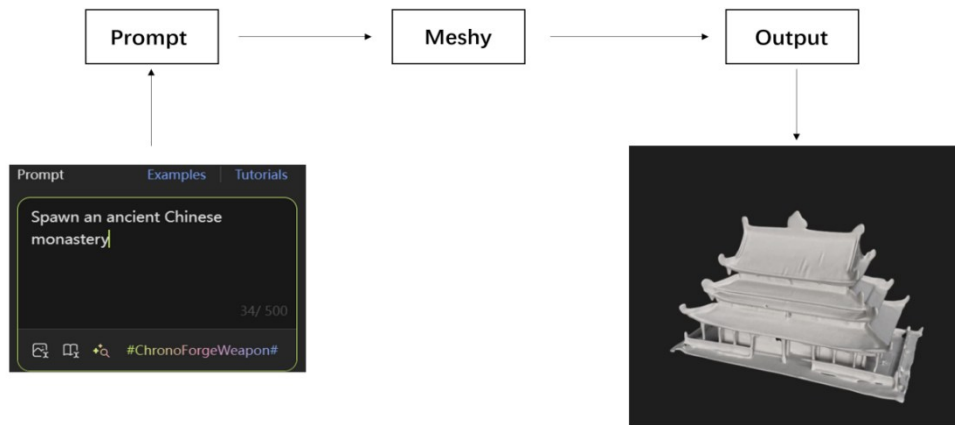 Prompt
Meshy
Output
Prompt
Examples
Tutorials
Spawn an ancient Chinese
monastery
34/ 500
#ChronoForgeWeapon#